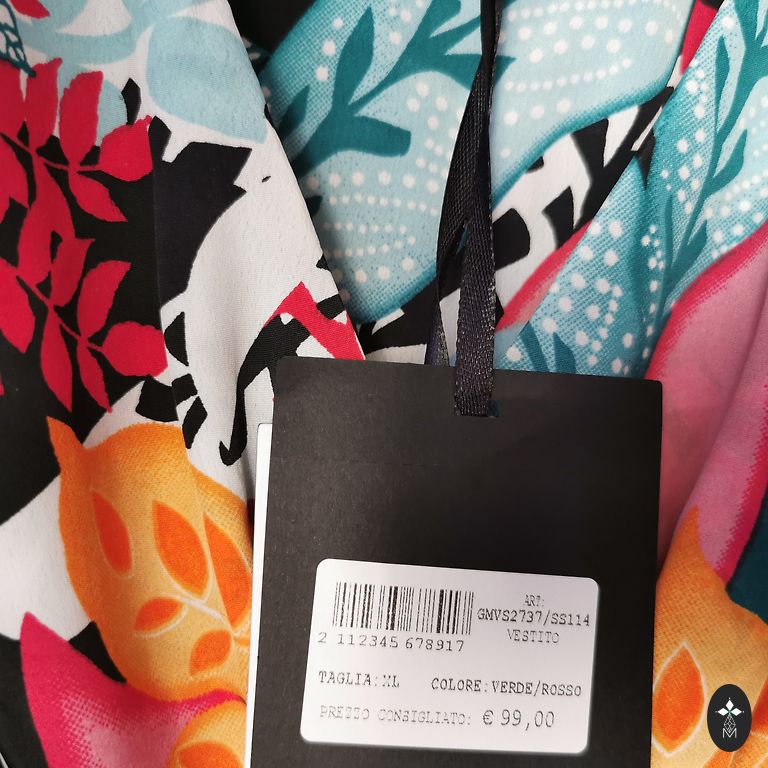 ART:
GMVS2737/SS114
VESTITO
2 112345 678917
TAGLIA: XL COLORE: VERDE/ROSSO
PREZZO CONSIGLIATO: € 99,00
M